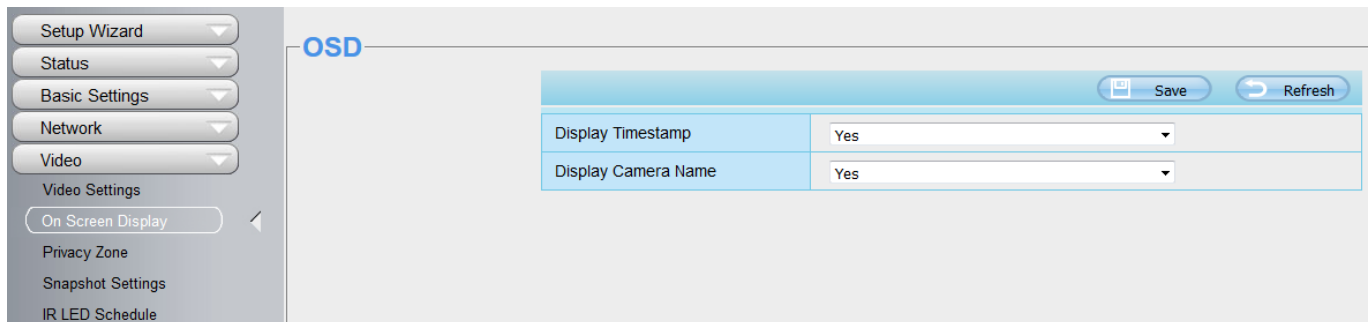 Setup Wizard
Status
Basic Settings
Network
Video
Video Settings
On Screen Display
Privacy Zone
Snapshot Settings
IR LED Schedule
OSD
Save Refresh
Display Timestamp Yes
Display Camera Name Yes